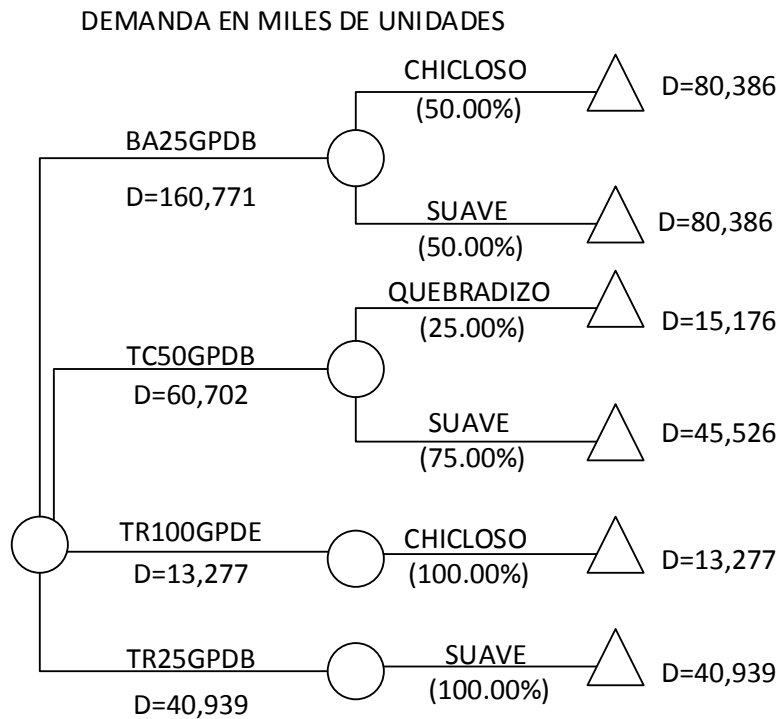 DEMANDA EN MILES DE UNIDADES
CHICLOSO
(50.00%)
D=80,386
BA25GPDB
D=160,771
SUAVE
(50.00%)
D=80,386
QUEBRADIZO
(25.00%)
D=15,176
TC50GPDB
D=60,702
SUAVE
(75.00%)
D=45,526
TR100GPDE
D=13,277
CHICLOSO
(100.00%)
D=13,277
TR25GPDB
D=40,939
SUAVE
(100.00%)
D=40,939